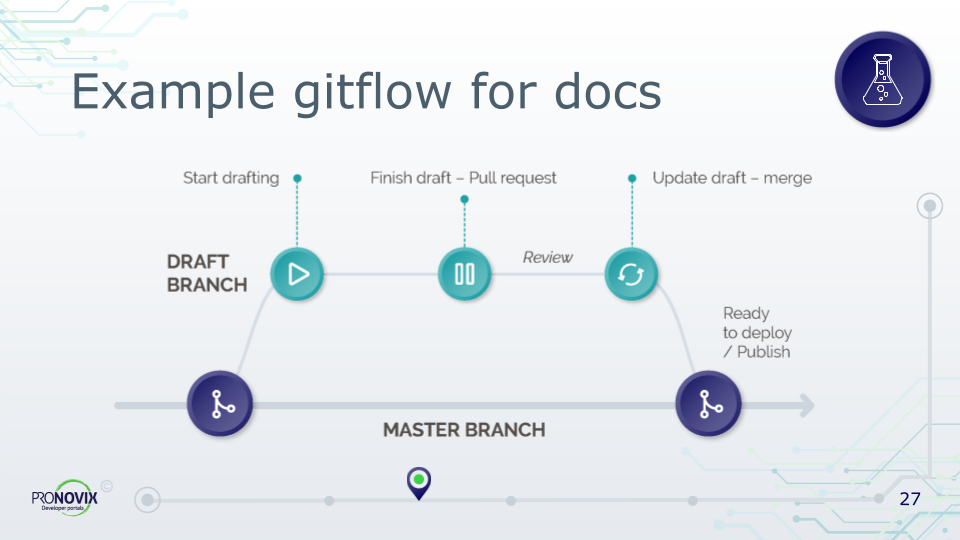 Example gitflow for docs
Start drafting
Finish draft – Pull request
Update draft – merge
DRAFT
BRANCH
Review
Ready
to deploy
/ Publish
MASTER BRANCH
PRONOVIX ©
Developer portals
27